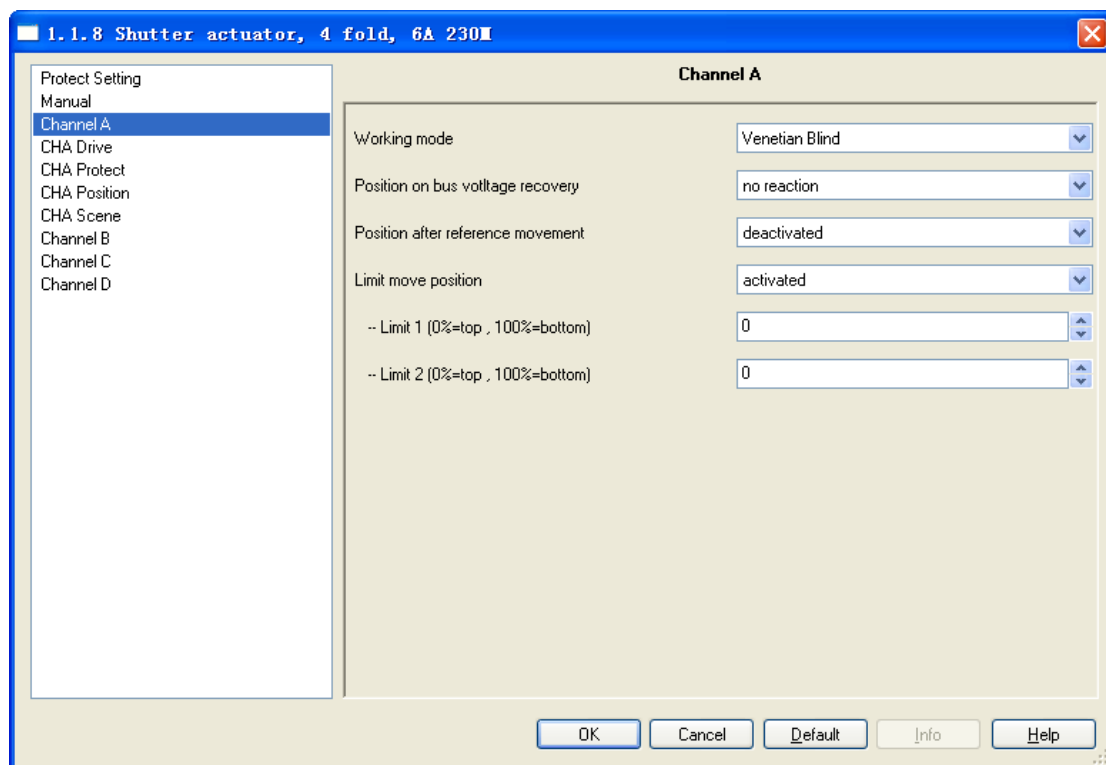 1.1.8 Shutter actuator, 4 fold, 6A 230M
Protect Setting
Manual
Channel A
CHA Drive
CHA Protect
CHA Position
CHA Scene
Channel B
Channel C
Channel D
Channel A
Working mode
Venetian Blind
Position on bus votltage recovery
no reaction
Position after reference movement
deactivated
Limit move position
activated
-- Limit 1 (0%=top , 100%=bottom)
0
-- Limit 2 (0%=top , 100%=bottom)
0
OK
Cancel
Default
Info
Help